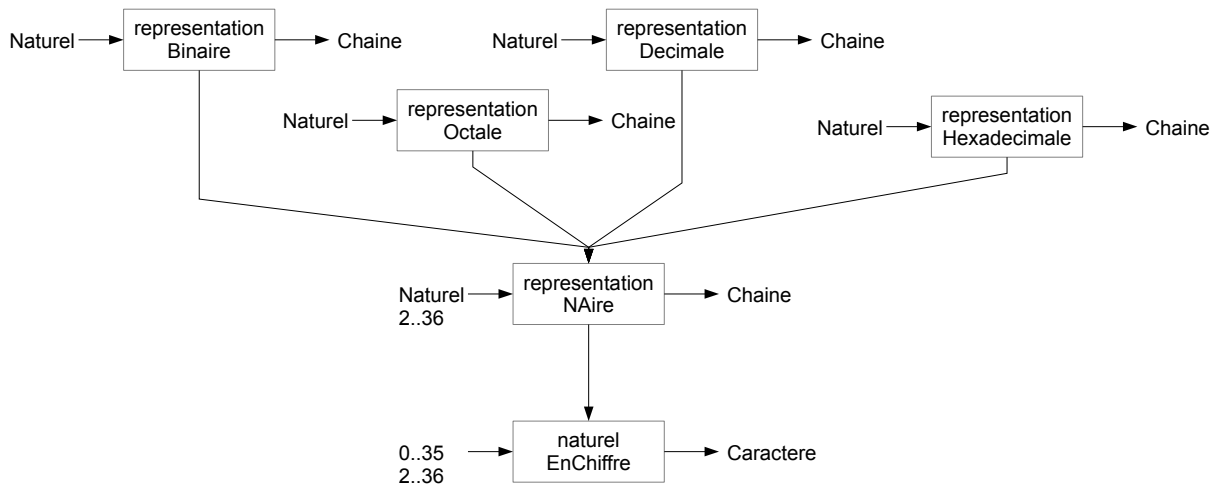 Naturel
representation
Binaire
Chaine
Naturel
representation
Decimale
Chaine
Naturel
representation
Octale
Chaine
Naturel
representation
Hexadecimale
Chaine
Naturel
2..36
representation
NAire
Chaine
0..35
2..36
naturel
EnChiffre
Caractere